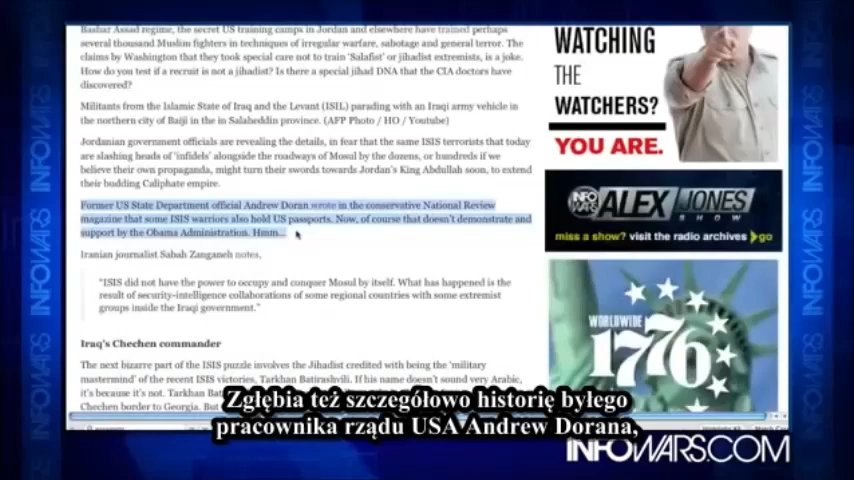 Bashar Assad regime, the secret US training camps in Jordan and elsewhere have trained perhaps
several thousand Muslim fighters in techniques of irregular warfare, sabotage and general terror. The
claims by Washington that they took special care not to train 'Salafist' or jihadist extremists, is a joke.
How do you test if a recruit is not a jihadist? Is there a special jihad DNA that the CIA doctors have
discovered?
Militants from the Islamic State of Iraq and the Levant (ISIL) parading with an Iraqi army vehicle in
the northern city of Baiji in the in Salaheddin province. (AFP Photo / HO / Youtube)
Jordanian government officials are revealing the details, in fear that the same ISIS terrorists that today
are slashing heads of 'infidels' alongside the roadways of Mosul by the dozens, or hundreds if we
believe their own propaganda, might turn their swords towards Jordan's King Abdullah soon, to extend
their budding Caliphate empire.
Former US State Department official Andrew Doran wrote in the conservative National Review
magazine that some ISIS warriors also hold US passports. Now, of course that doesn't demonstrate and
support by the Obama Administration. Hmm...
Iranian journalist Sabah Zanganeh notes,
"ISIS did not have the power to occupy and conquer Mosul by itself. What has happened is the
result of security-intelligence collaborations of some regional countries with some extremist
groups inside the Iraqi government."
Iraq's Chechen commander
The next bizarre part of the ISIS puzzle involves the Jihadist credited with being the 'military
mastermind' of the recent ISIS victories, Tarkhan Batirashvili. If his name doesn't sound very Arabic,
it's because it's not. Tarkhan
Chechen border to Georgia. But
WATCHING
THE
WATCHERS?
YOU ARE.
INFO
WARS
ALEX JONES
SHOW
miss a show? visit the radio archives go
WORLDWIDE
1776
Zgłębia też szczegółowo historię byłego
pracownika rządu USA Andrew Dorana,
INFOWARS.COM
INFOWARS
INFOWARS
INFOWARS
INFOWARS